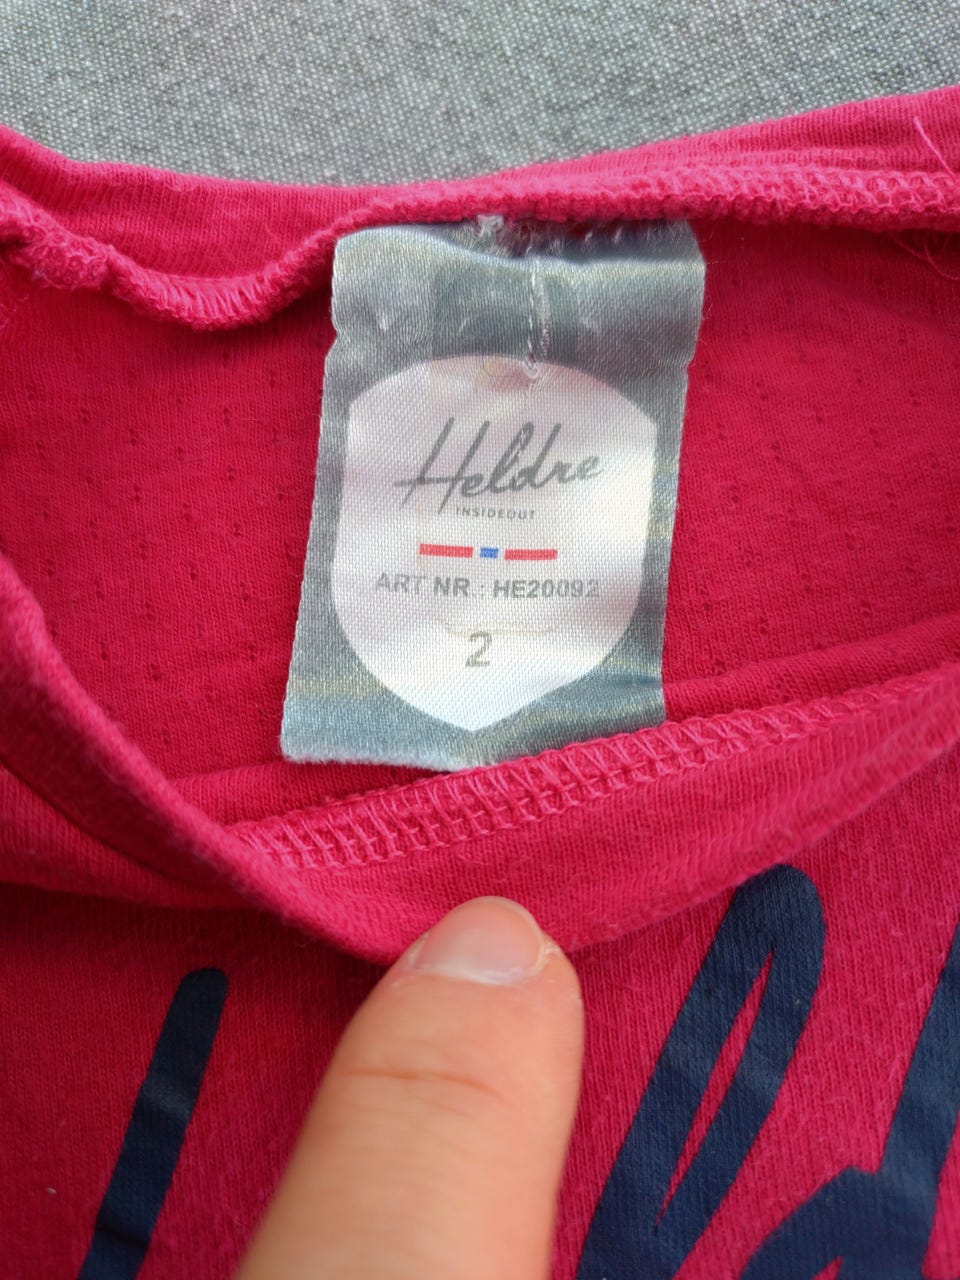 Heldre
INSIDEOUT
ART NR.: HE20092
2